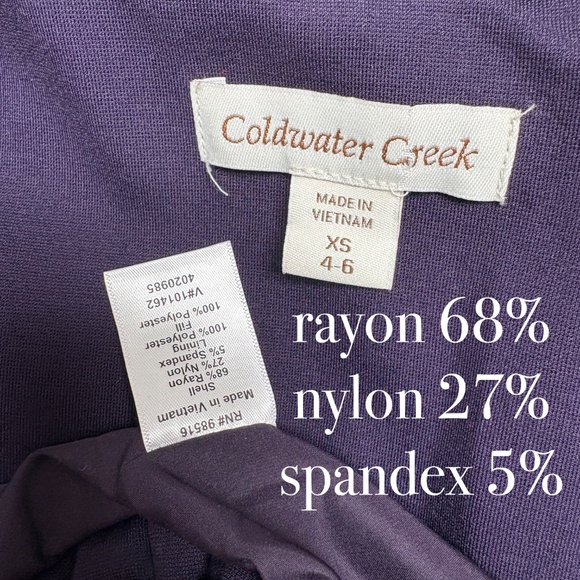 Coldwater Creek
MADE IN
VIETNAM
XS
4-6
RN# 98516
Made in Vietnam
Shell
68% Rayon
27% Nylon
5% Spandex
Lining
100% Polyester
Fill
100% Polyester
V#101462
4020985
rayon 68%
nylon 27%
spandex 5%